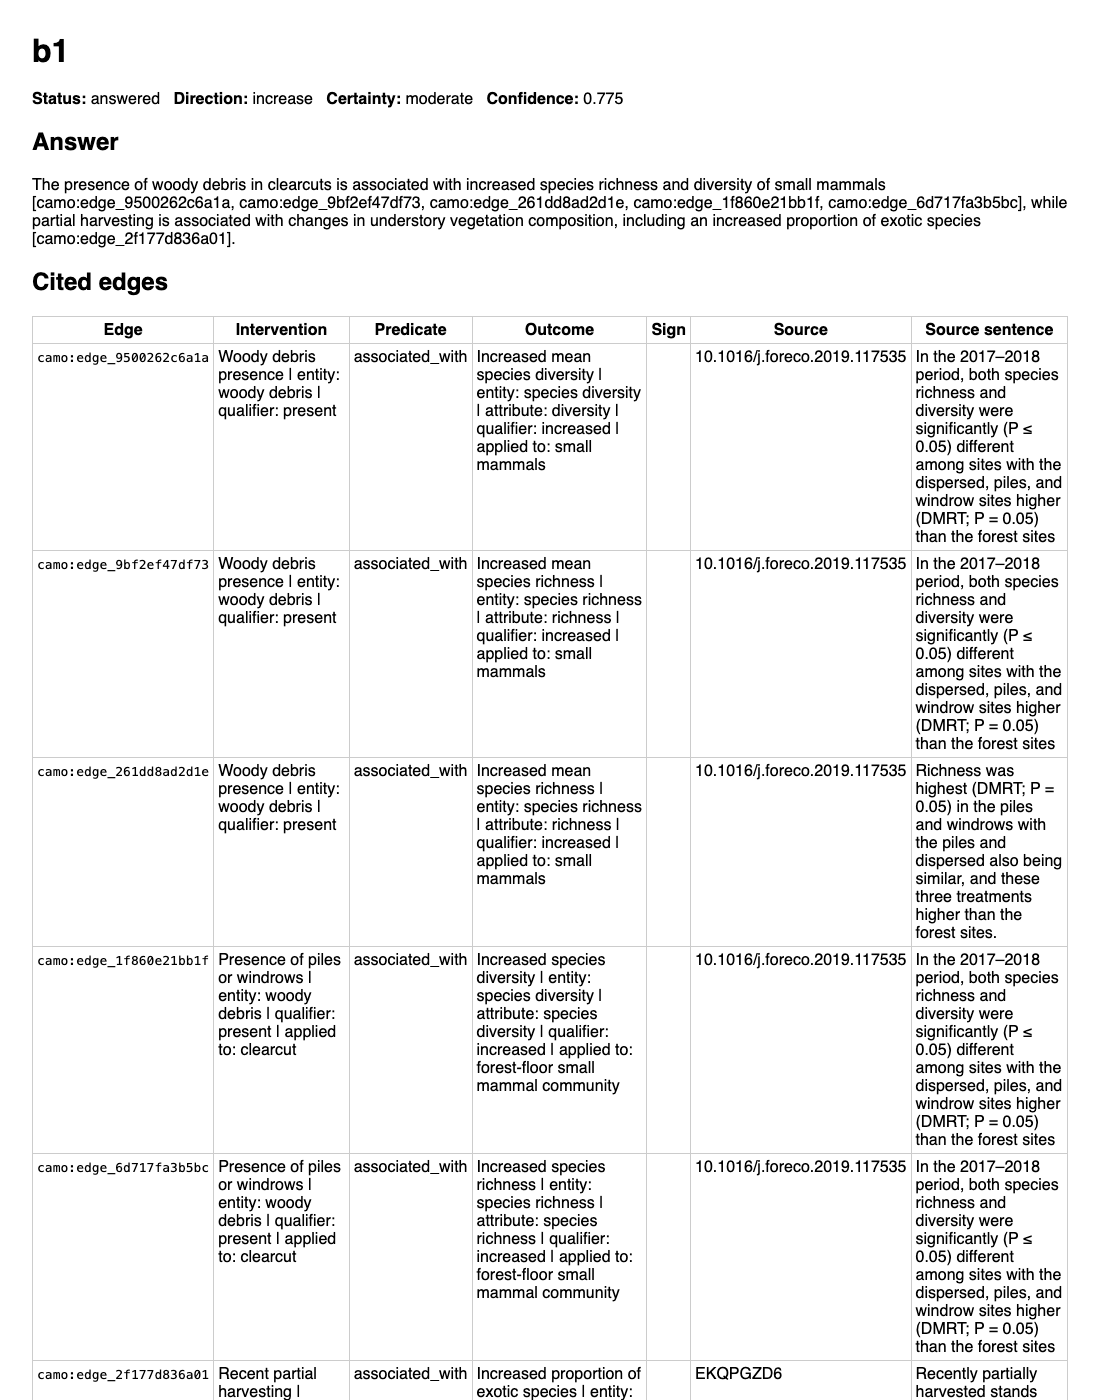 b1
Status: answered Direction: increase Certainty: moderate Confidence: 0.775
Answer
The presence of woody debris in clearcuts is associated with increased species richness and diversity of small mammals
[camo:edge_9500262c6a1a, camo:edge_9bf2ef47df73, camo:edge_261dd8ad2d1e, camo:edge_1f860e21bb1f, camo:edge_6d717fa3b5bc], while
partial harvesting is associated with changes in understory vegetation composition, including an increased proportion of exotic species
[camo:edge_2f177d836a01].
Cited edges
Edge Intervention Predicate Outcome Sign Source Source sentence
camo:edge_9500262c6a1a Woody debris associated_with Increased mean 10.1016/j.foreco.2019.117535 In the 2017–2018
presence | entity: species diversity | period, both species
woody debris | entity: species diversity richness and
qualifier: present | attribute: diversity | diversity were
qualifier: increased | significantly (P ≤
applied to: small 0.05) different
mammals among sites with the
dispersed, piles, and
windrow sites higher
(DMRT; P = 0.05)
than the forest sites
camo:edge_9bf2ef47df73 Woody debris associated_with Increased mean 10.1016/j.foreco.2019.117535 In the 2017–2018
presence | entity: species richness | period, both species
woody debris | entity: species richness richness and
qualifier: present | attribute: richness | diversity were
qualifier: increased | significantly (P ≤
applied to: small 0.05) different
mammals among sites with the
dispersed, piles, and
windrow sites higher
(DMRT; P = 0.05)
than the forest sites
camo:edge_261dd8ad2d1e Woody debris associated_with Increased mean 10.1016/j.foreco.2019.117535 Richness was
presence | entity: species richness | highest (DMRT; P =
woody debris | entity: species richness 0.05) in the piles
qualifier: present | attribute: richness | and windrows with
qualifier: increased | the piles and
applied to: small dispersed also being
mammals similar, and these
three treatments
higher than the
forest sites.
camo:edge_1f860e21bb1f Presence of piles associated_with Increased species 10.1016/j.foreco.2019.117535 In the 2017–2018
or windrows | diversity | entity: period, both species
entity: woody species diversity | richness and
debris | qualifier: attribute: species diversity were
present | applied diversity | qualifier: significantly (P ≤
to: clearcut increased | applied to: 0.05) different
forest-floor small among sites with the
mammal community dispersed, piles, and
windrow sites higher
(DMRT; P = 0.05)
than the forest sites
camo:edge_6d717fa3b5bc Presence of piles associated_with Increased species 10.1016/j.foreco.2019.117535 In the 2017–2018
or windrows | richness | entity: period, both species
entity: woody species richness | richness and
debris | qualifier: attribute: species diversity were
present | applied richness | qualifier: significantly (P ≤
to: clearcut increased | applied to: 0.05) different
forest-floor small among sites with the
mammal community dispersed, piles, and
windrow sites higher
(DMRT; P = 0.05)
than the forest sites
camo:edge_2f177d836a01 Recent partial associated_with Increased proportion of EKQPGZD6 Recently partially
harvesting | exotic species | entity: harvested stands